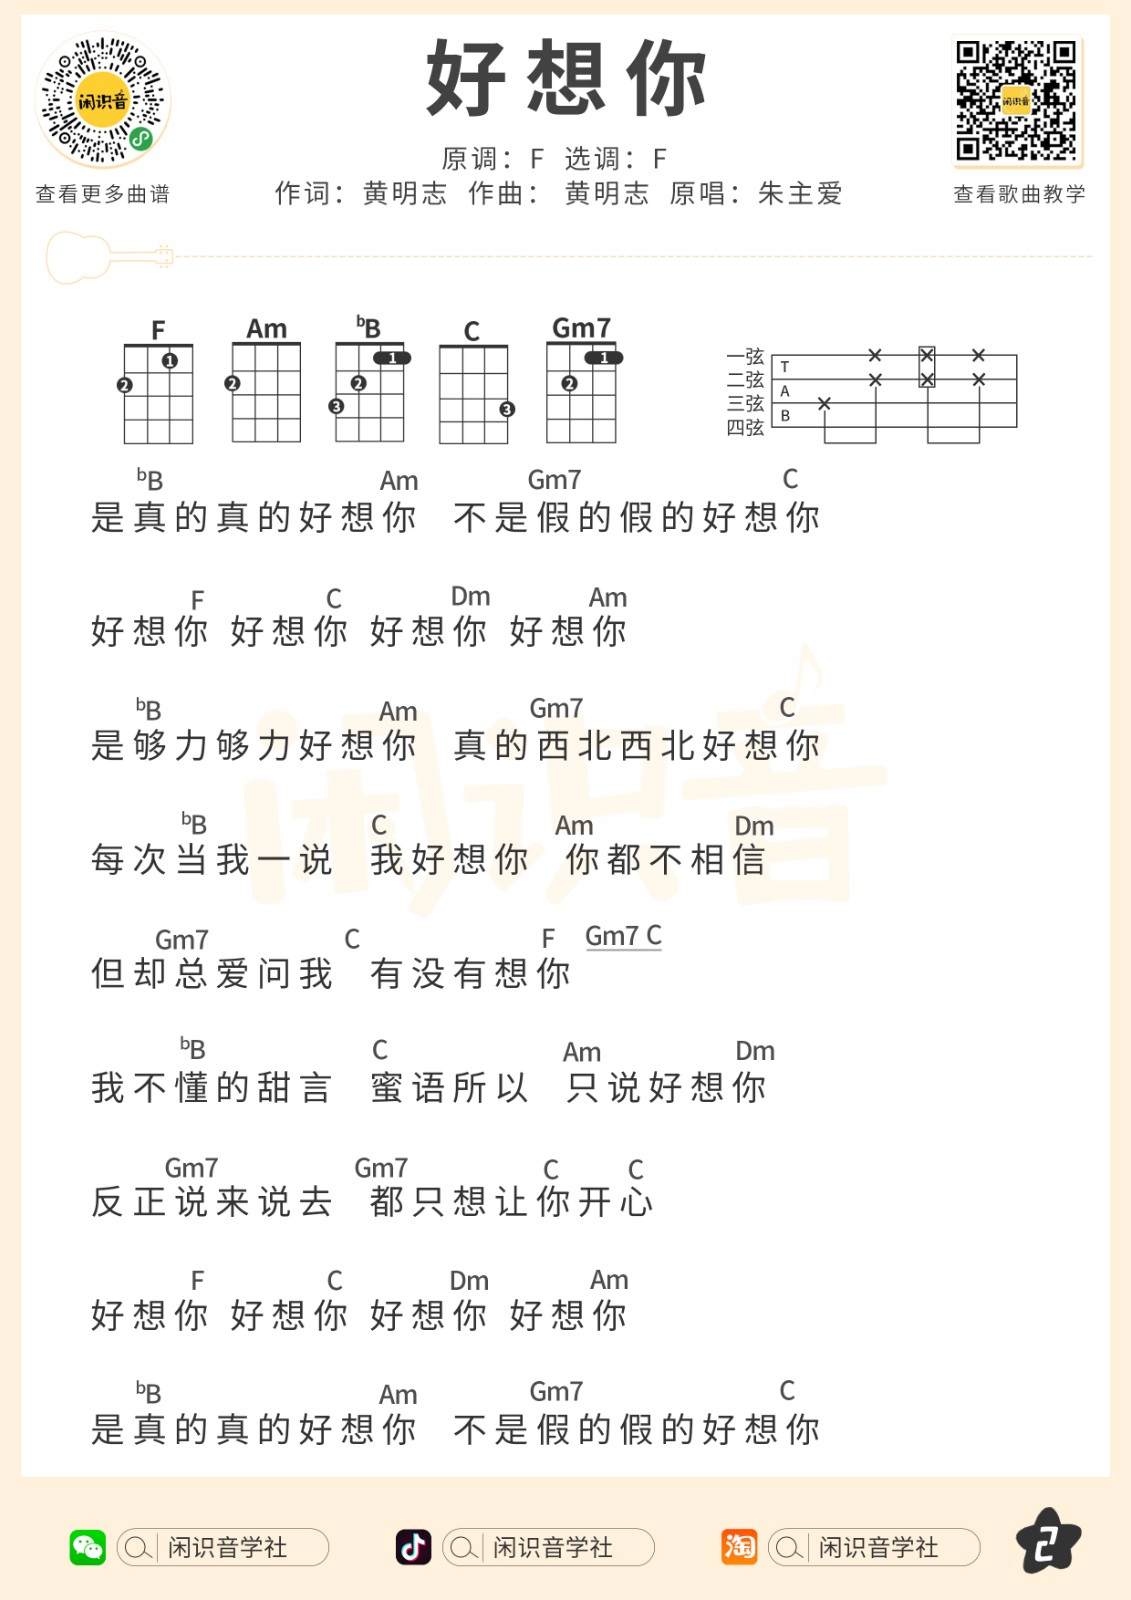 好想你
原调：F 选调：F
作词：黄明志 作曲：黄明志 原唱：朱主爱
闲识音
查看更多曲谱
闲识音
查看歌曲教学
F Am bB C Gm7
1 2
2
1 2 3
3
1 2
一弦
二弦
三弦
四弦
T
A
B
bB Am Gm7 C
是真的真的好想你 不是假的假的好想你
F C Dm Am
好想你 好想你 好想你 好想你
bB Am Gm7 C
是够力够力好想你 真的西北西北好想你
闲识音
bB C Am Dm
每次当我一说 我好想你 你都不相信
Gm7 C F Gm7 C
但却总爱问我 有没有想你
bB C Am Dm
我不懂的甜言 蜜语所以 只说好想你
Gm7 Gm7 C C
反正说来说去 都只想让你开心
F C Dm Am
好想你 好想你 好想你 好想你
bB Am Gm7 C
是真的真的好想你 不是假的假的好想你
闲识音学社
闲识音学社
淘 闲识音学社
2